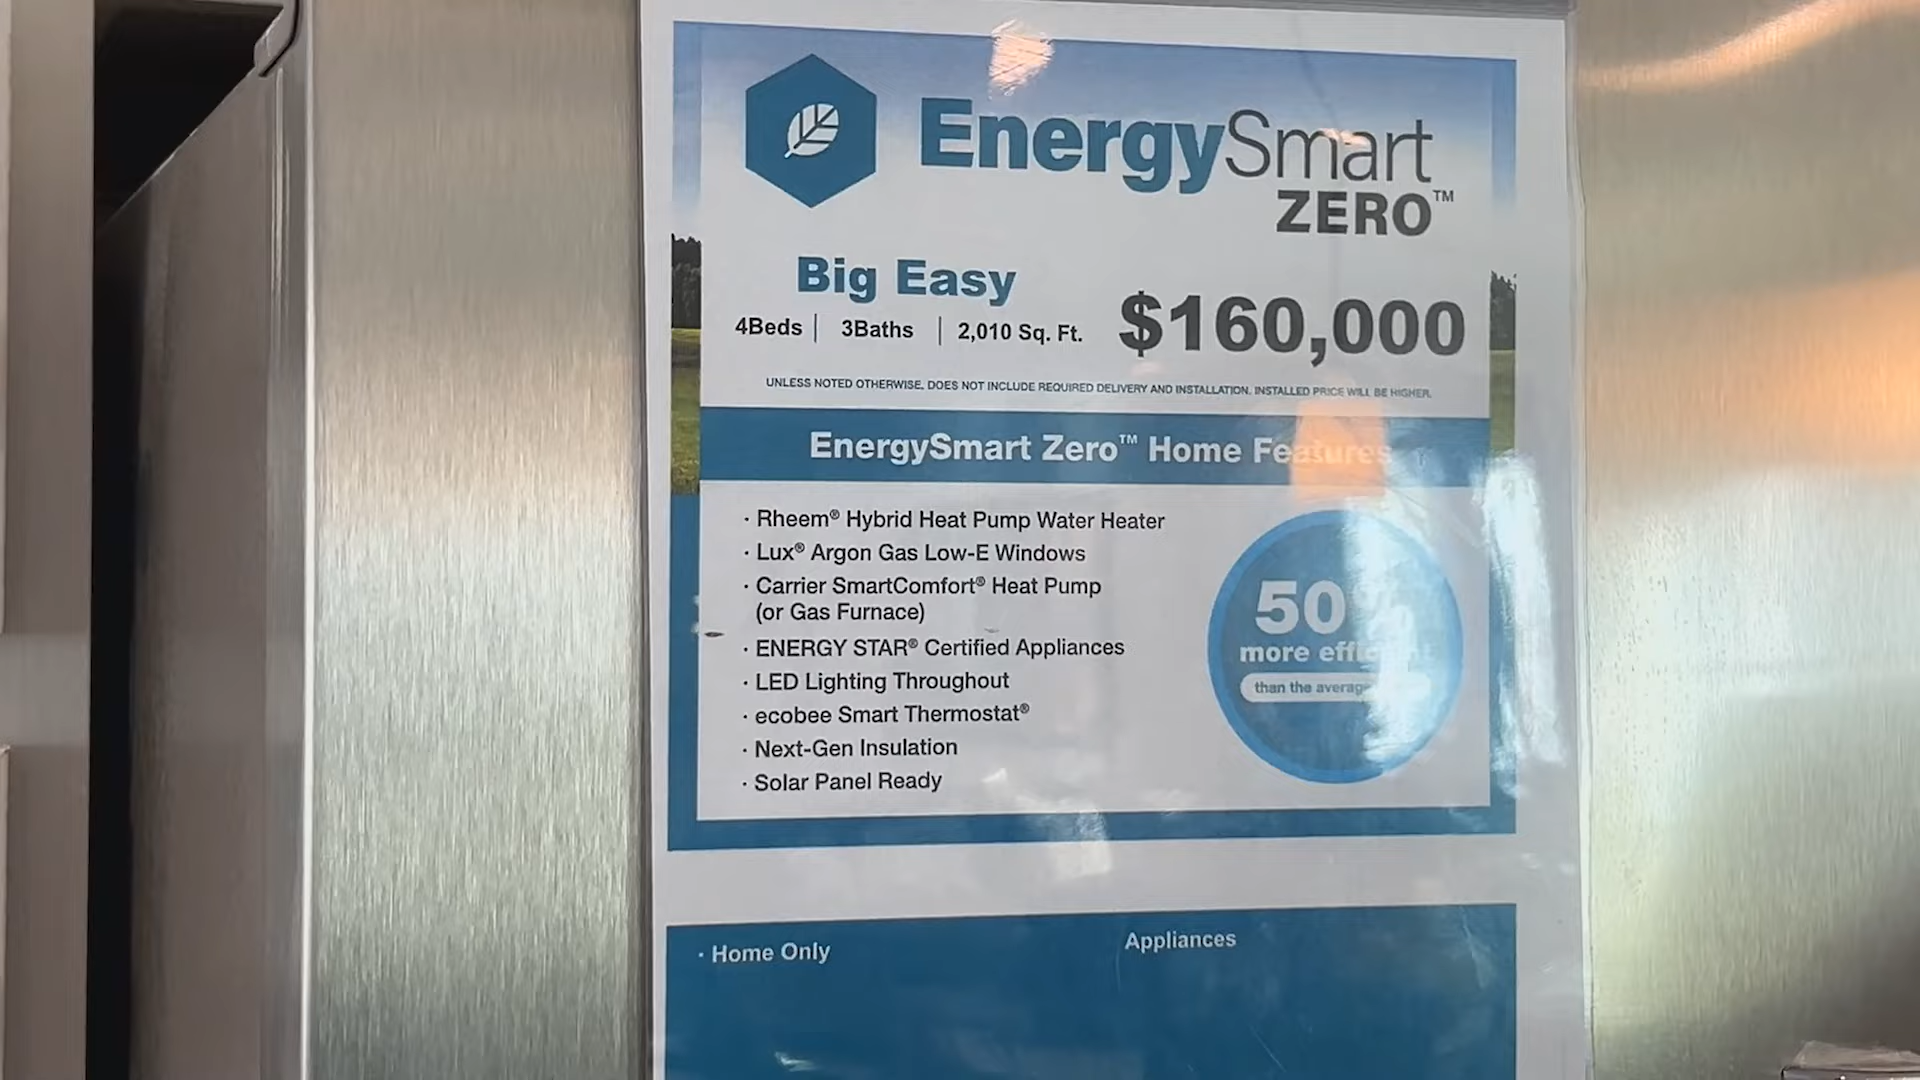 EnergySmart
ZERO™
Big Easy
4Beds | 3Baths | 2,010 Sq. Ft.
$160,000
UNLESS NOTED OTHERWISE, DOES NOT INCLUDE REQUIRED DELIVERY AND INSTALLATION. INSTALLED PRICE WILL BE HIGHER.
EnergySmart Zero™ Home Features
· Rheem® Hybrid Heat Pump Water Heater
· Lux® Argon Gas Low-E Windows
· Carrier SmartComfort® Heat Pump
(or Gas Furnace)
· ENERGY STAR® Certified Appliances
· LED Lighting Throughout
· ecobee Smart Thermostat®
· Next-Gen Insulation
· Solar Panel Ready
50%
more efficient
than the average
· Home Only
Appliances